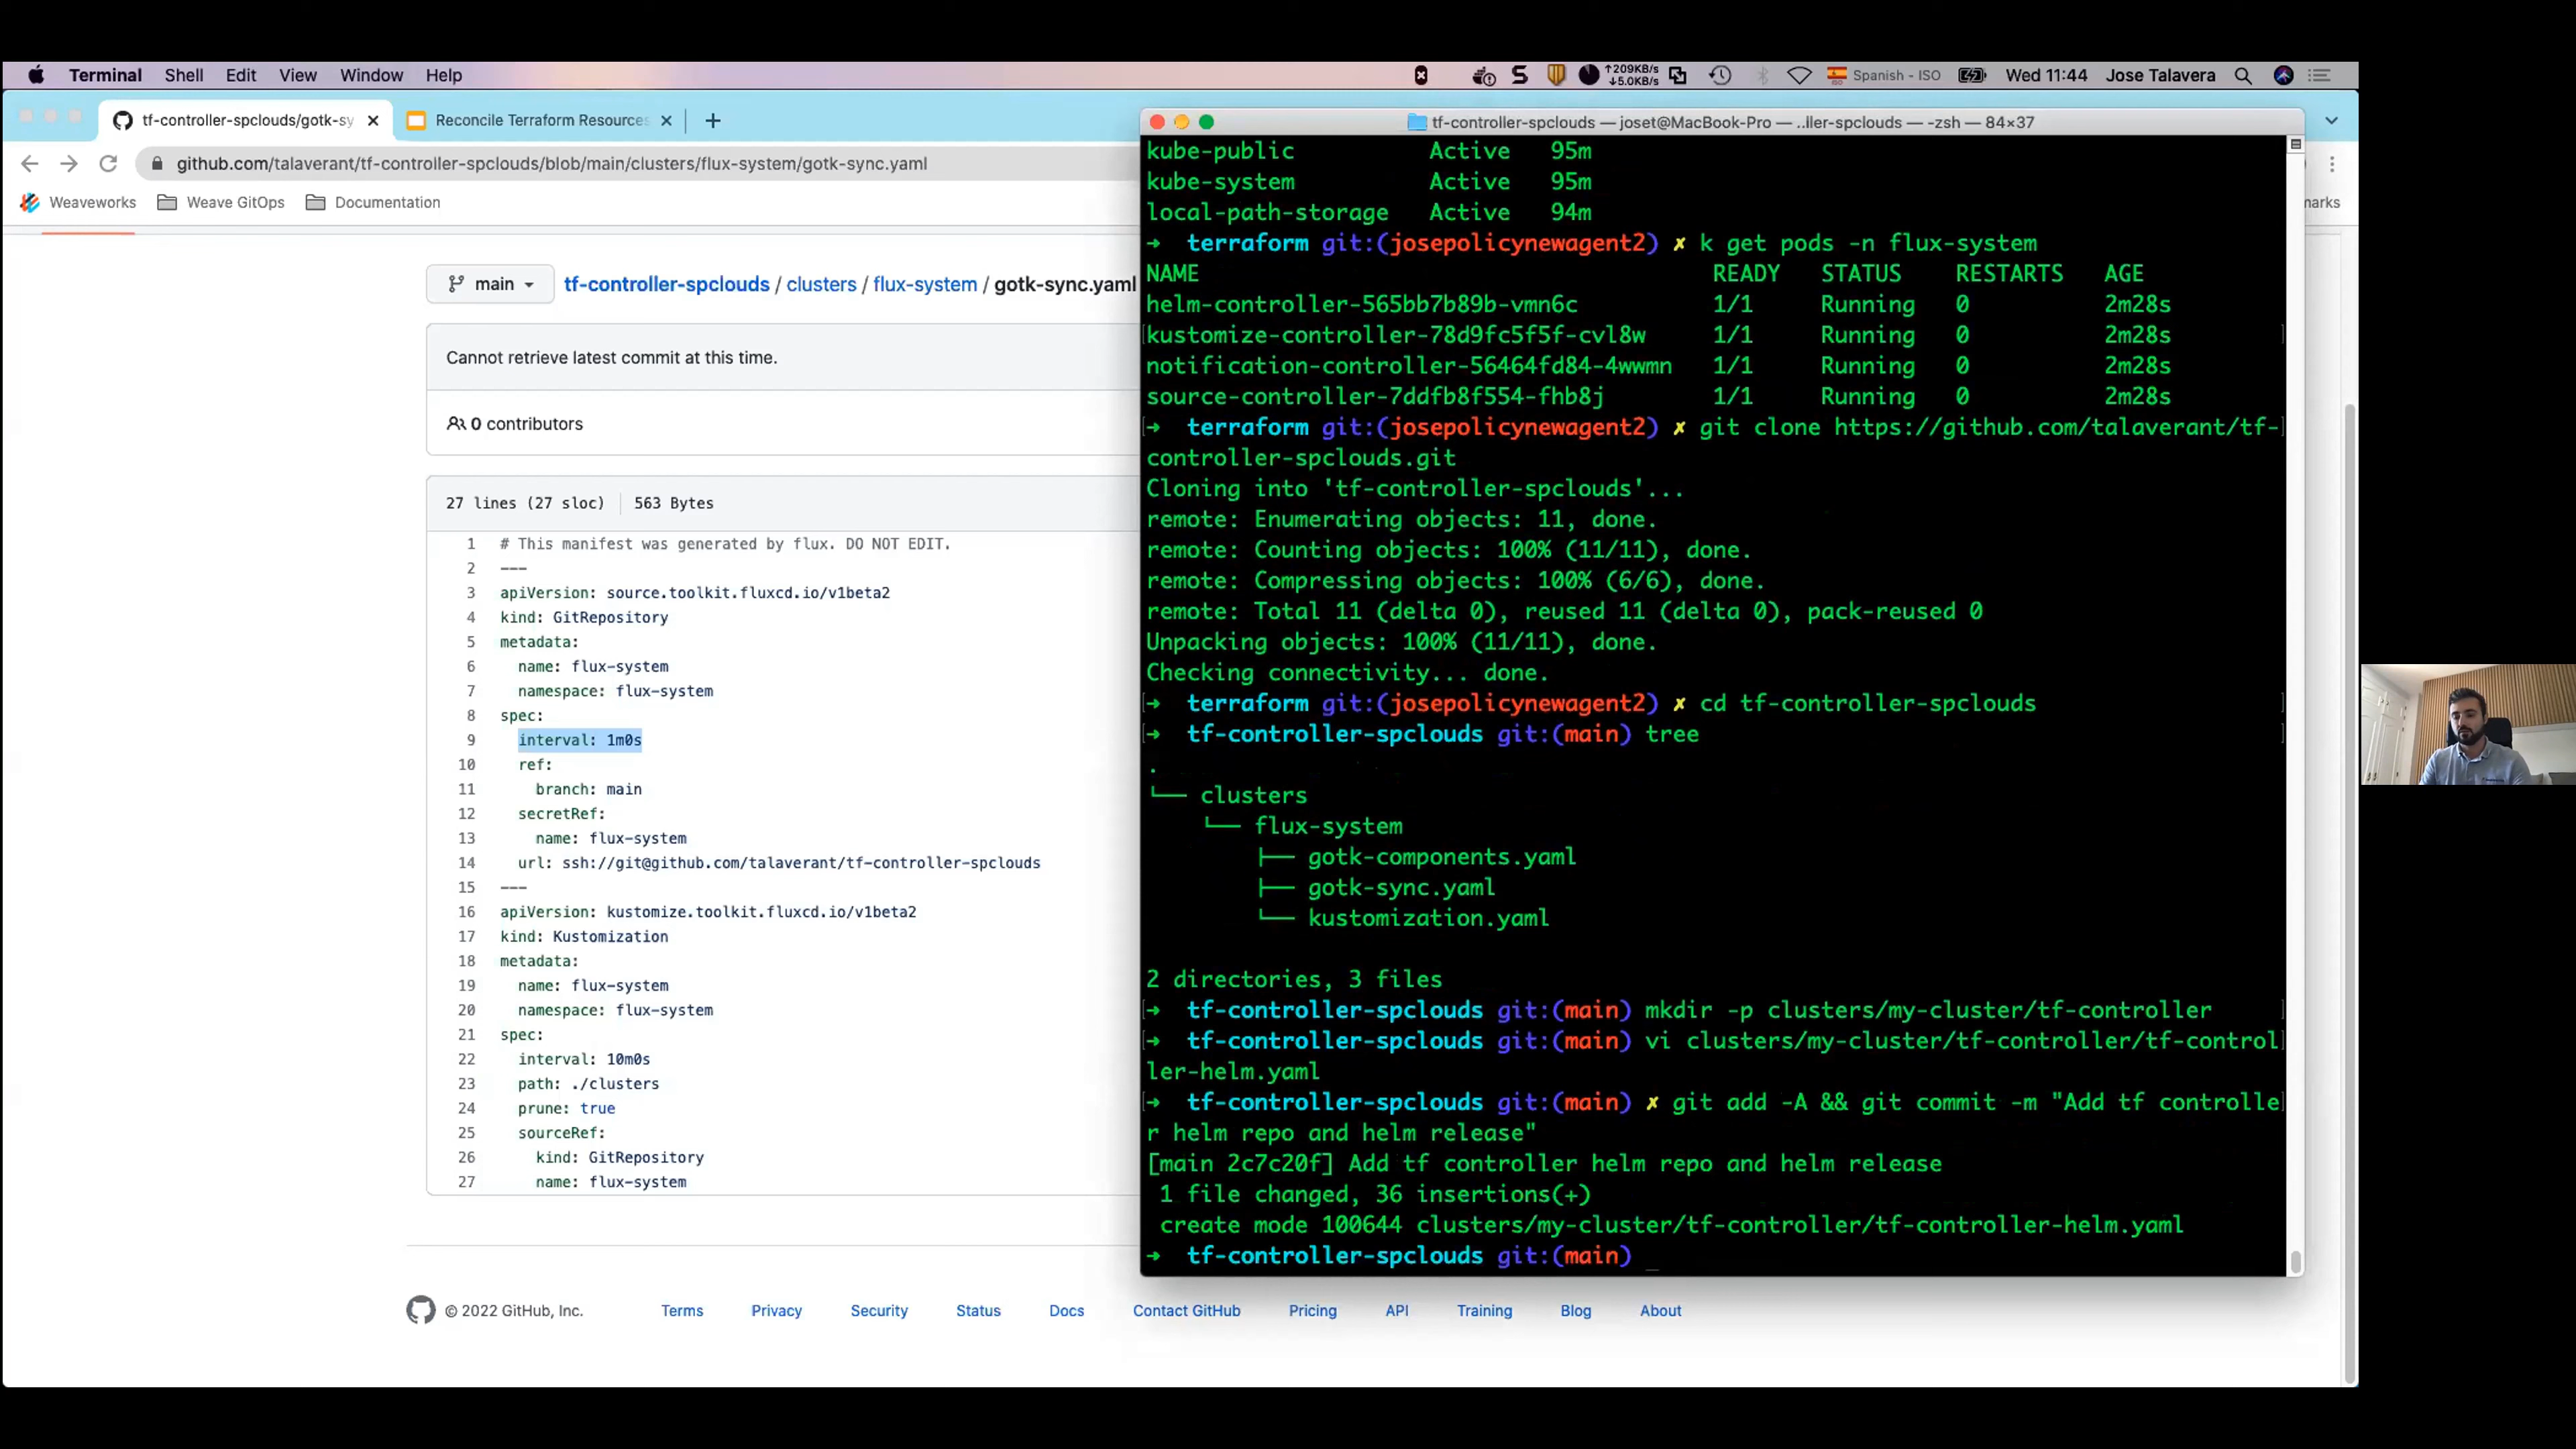 Terminal Shell Edit View Window Help
↑209KB/s
↓5.0KB/s
Spanish - ISO
Wed 11:44
Jose Talavera
tf-controller-spclouds/gotk-sy
Reconcile Terraform Resources
github.com/talaverant/tf-controller-spclouds/blob/main/clusters/flux-system/gotk-sync.yaml
Weaveworks
Weave GitOps
Documentation
marks
main
tf-controller-spclouds / clusters / flux-system / gotk-sync.yaml
Cannot retrieve latest commit at this time.
0 contributors
27 lines (27 sloc)
563 Bytes
1 # This manifest was generated by flux. DO NOT EDIT.
2 ---
3 apiVersion: source.toolkit.fluxcd.io/v1beta2
4 kind: GitRepository
5 metadata:
6 name: flux-system
7 namespace: flux-system
8 spec:
9 interval: 1m0s
10 ref:
11 branch: main
12 secretRef:
13 name: flux-system
14 url: ssh://git@github.com/talaverant/tf-controller-spclouds
15 ---
16 apiVersion: kustomize.toolkit.fluxcd.io/v1beta2
17 kind: Kustomization
18 metadata:
19 name: flux-system
20 namespace: flux-system
21 spec:
22 interval: 10m0s
23 path: ./clusters
24 prune: true
25 sourceRef:
26 kind: GitRepository
27 name: flux-system
© 2022 GitHub, Inc.
Terms
Privacy
Security
Status
Docs
Contact GitHub
Pricing
API
Training
Blog
About
tf-controller-spclouds — joset@MacBook-Pro — ..ller-spclouds — -zsh — 84×37
kube-public Active 95m
kube-system Active 95m
local-path-storage Active 94m
→ terraform git:(josepolicynewagent2) ✗ k get pods -n flux-system
NAME READY STATUS RESTARTS AGE
helm-controller-565bb7b89b-vmn6c 1/1 Running 0 2m28s
kustomize-controller-78d9fc5f5f-cvl8w 1/1 Running 0 2m28s
notification-controller-56464fd84-4wwmn 1/1 Running 0 2m28s
source-controller-7ddfb8f554-fhb8j 1/1 Running 0 2m28s
→ terraform git:(josepolicynewagent2) ✗ git clone https://github.com/talaverant/tf-
controller-spclouds.git
Cloning into 'tf-controller-spclouds'...
remote: Enumerating objects: 11, done.
remote: Counting objects: 100% (11/11), done.
remote: Compressing objects: 100% (6/6), done.
remote: Total 11 (delta 0), reused 11 (delta 0), pack-reused 0
Unpacking objects: 100% (11/11), done.
Checking connectivity... done.
→ terraform git:(josepolicynewagent2) ✗ cd tf-controller-spclouds
→ tf-controller-spclouds git:(main) tree
.
└── clusters
└── flux-system
├── gotk-components.yaml
├── gotk-sync.yaml
└── kustomization.yaml
2 directories, 3 files
→ tf-controller-spclouds git:(main) mkdir -p clusters/my-cluster/tf-controller
→ tf-controller-spclouds git:(main) vi clusters/my-cluster/tf-controller/tf-control
ler-helm.yaml
→ tf-controller-spclouds git:(main) ✗ git add -A && git commit -m "Add tf controlle
r helm repo and helm release"
[main 2c7c20f] Add tf controller helm repo and helm release
1 file changed, 36 insertions(+)
create mode 100644 clusters/my-cluster/tf-controller/tf-controller-helm.yaml
→ tf-controller-spclouds git:(main) _